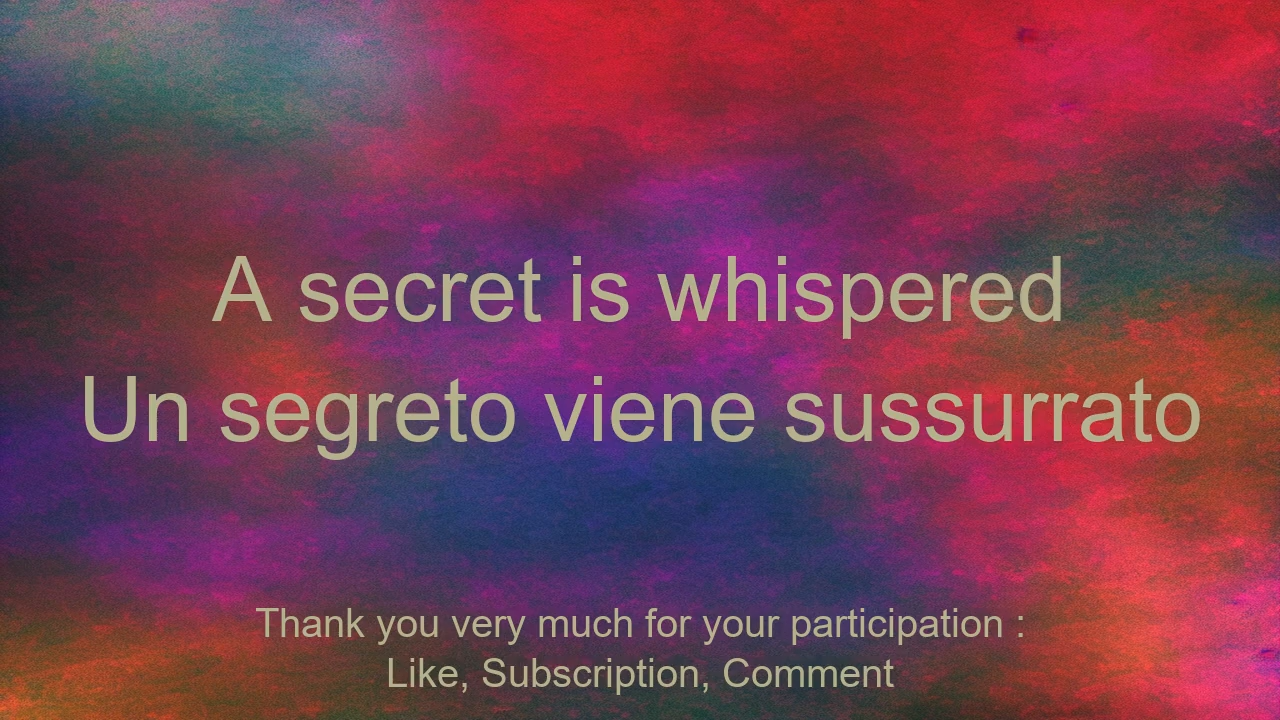 A secret is whispered
Un segreto viene sussurrato
Thank you very much for your participation :
Like, Subscription, Comment